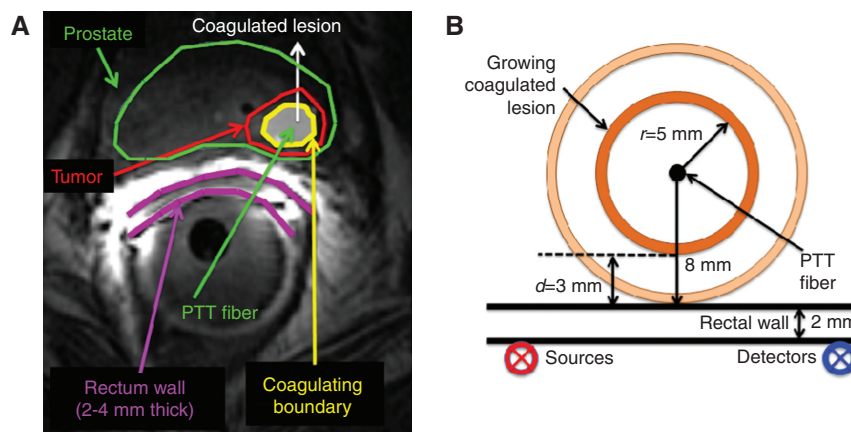 A
Coagulated lesion
Prostate
Tumor
PTT fiber
Rectum wall
(2-4 mm thick)
Coagulating
boundary
B
Growing
coagulated
lesion
r=5 mm
8 mm
PTT
fiber
d=3 mm
Rectal wall
2 mm
Sources
Detectors